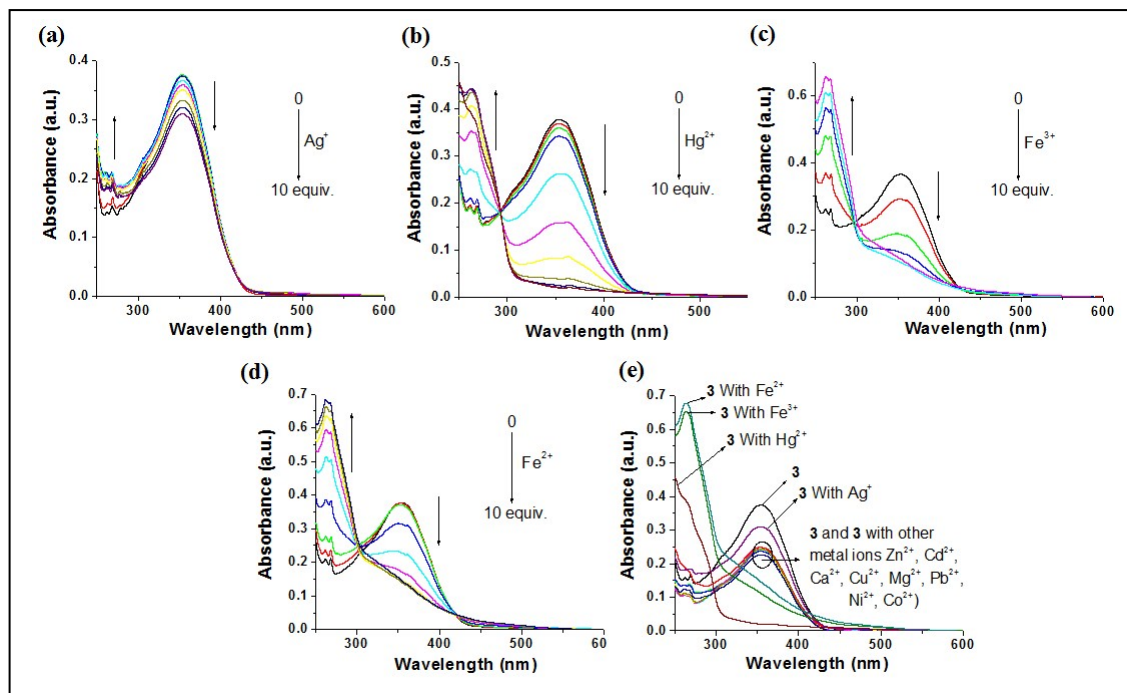 (a)
Absorbance (a.u.)
0.4
0.3
0.2
0.1
0.0
300
400
500
600
Wavelength (nm)
0
Ag⁺
10 equiv.
(b)
Absorbance (a.u.)
0.5
0.4
0.3
0.2
0.1
0.0
300
400
500
Wavelength (nm)
0
Hg²⁺
10 equiv.
(c)
Absorbance (a.u.)
0.6
0.4
0.2
0.0
300
400
500
600
Wavelength (nm)
0
Fe³⁺
10 equiv.
(d)
Absorbance (a.u.)
0.7
0.6
0.5
0.4
0.3
0.2
0.1
0.0
300
400
500
60
Wavelength (nm)
0
Fe²⁺
10 equiv.
(e)
Absorbance (a.u.)
0.7
0.6
0.5
0.4
0.3
0.2
0.1
0.0
300
400
500
600
Wavelength (nm)
3 With Fe²⁺
3 With Fe³⁺
3 With Hg²⁺
3
3 With Ag⁺
3 and 3 with other
metal ions Zn²⁺, Cd²⁺,
Ca²⁺, Cu²⁺, Mg²⁺, Pb²⁺,
Ni²⁺, Co²⁺)